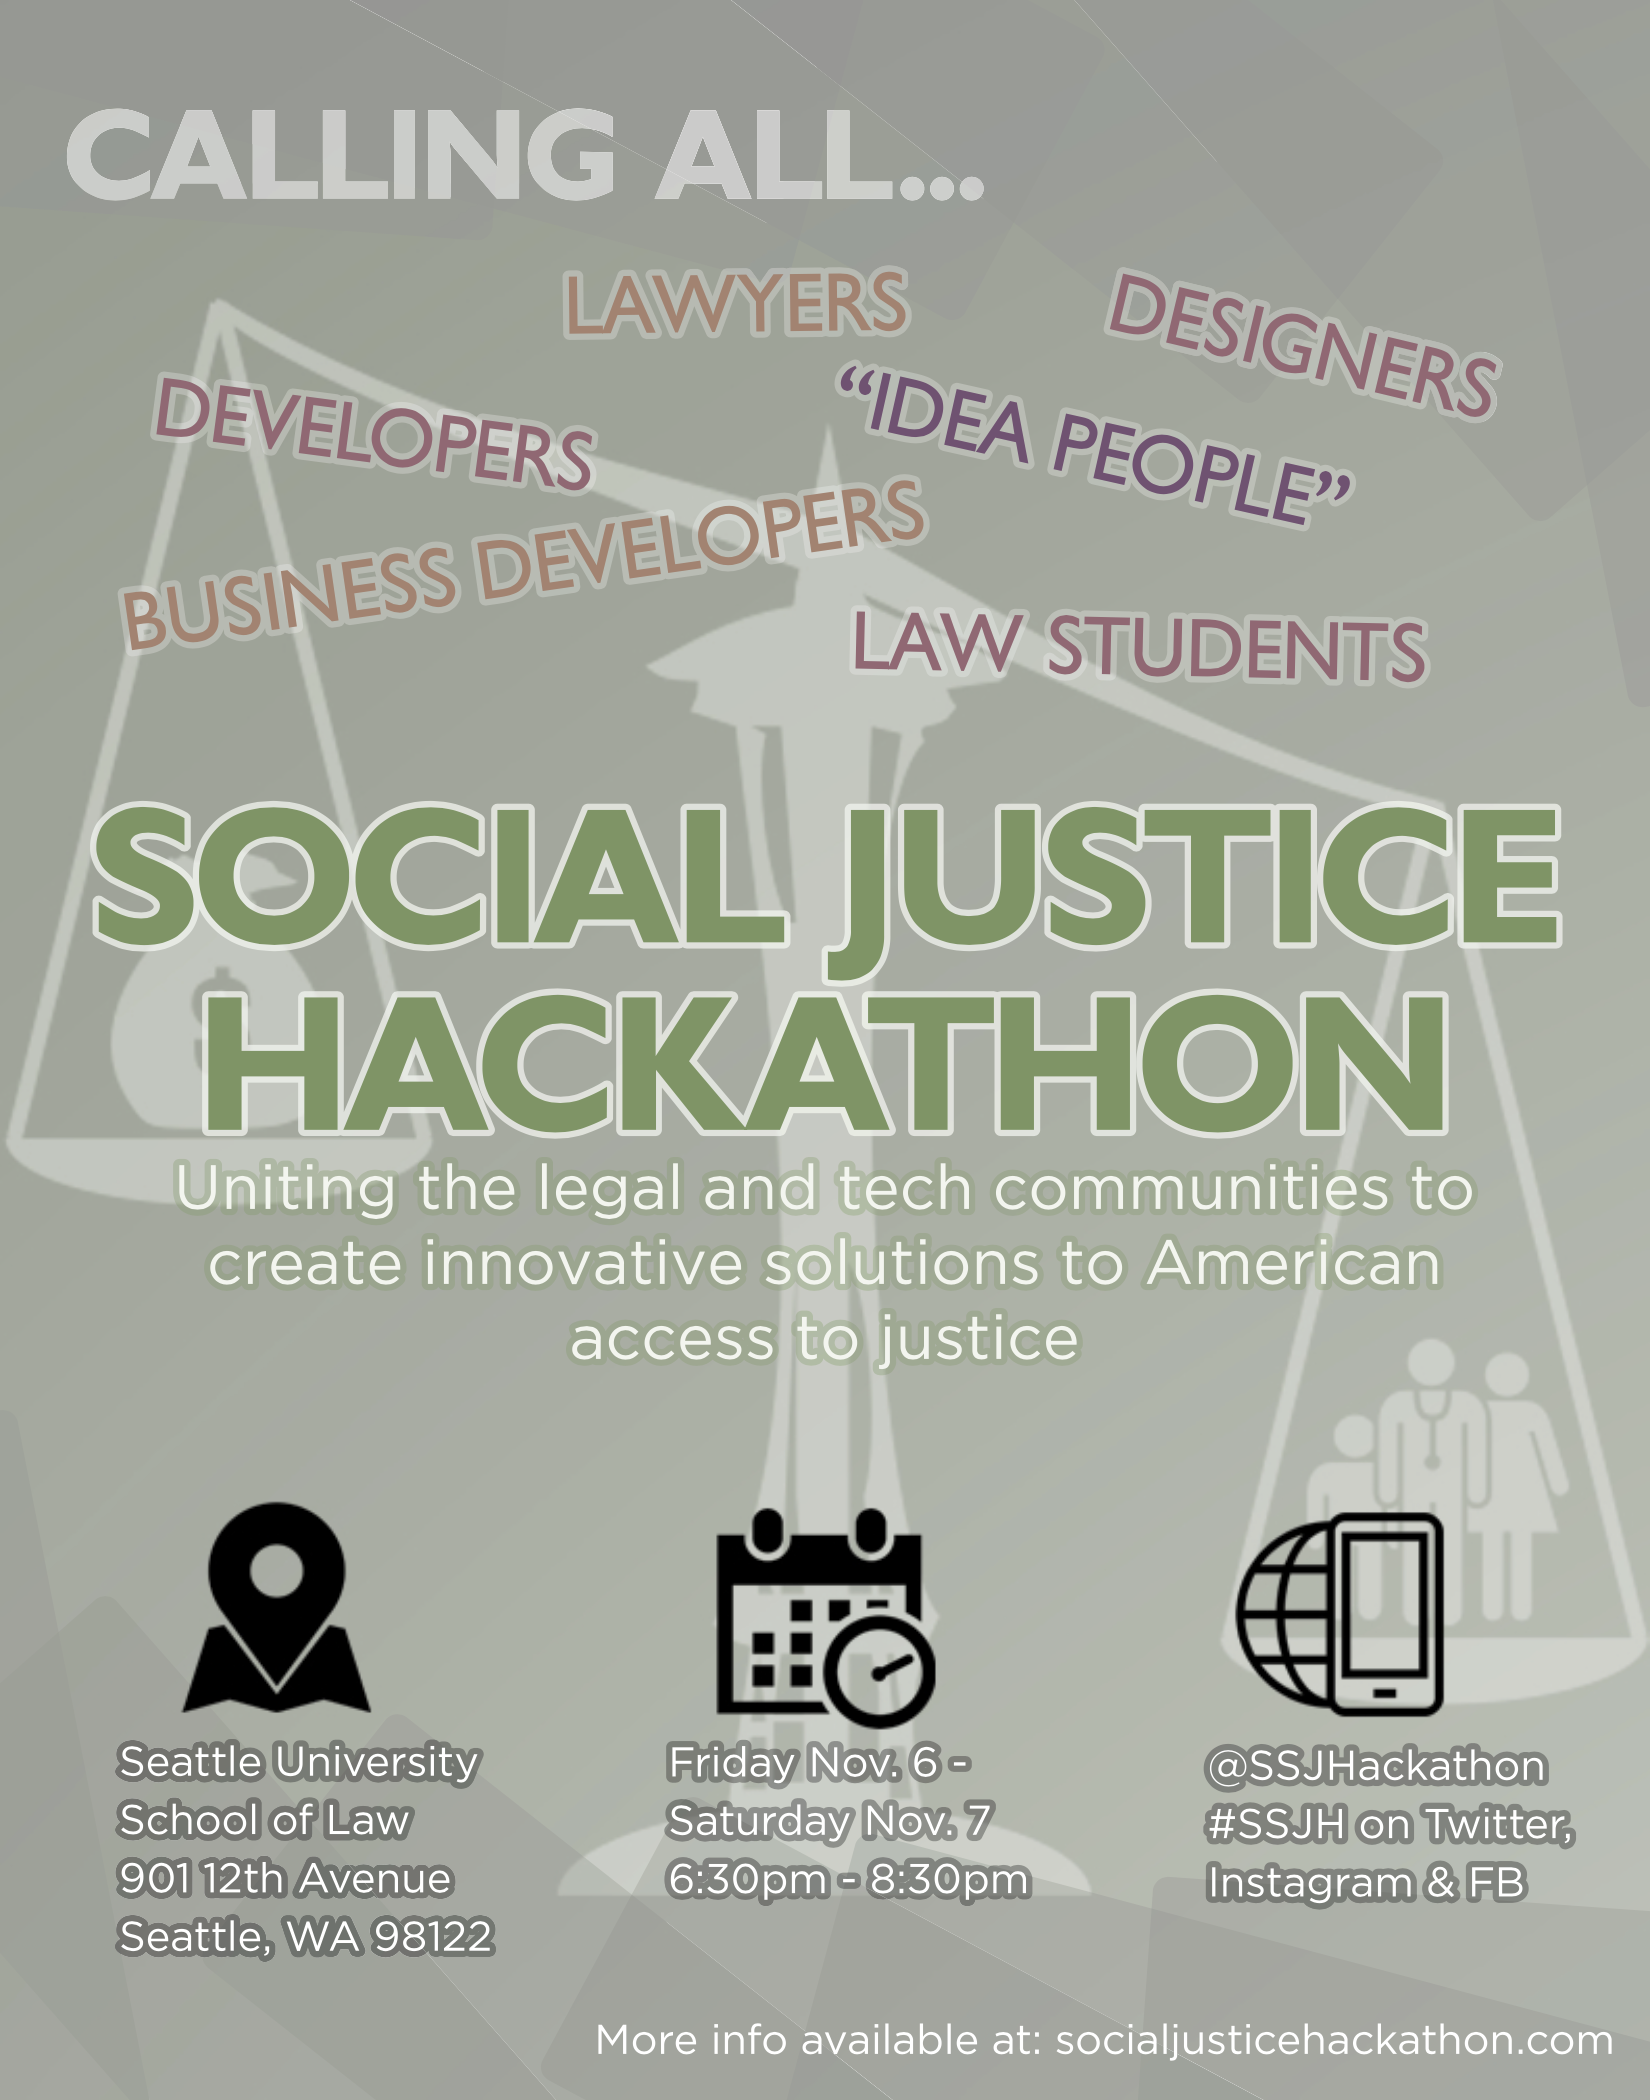 CALLING ALL...
LAWYERS
DESIGNERS
DEVELOPERS
“IDEA PEOPLE”
BUSINESS DEVELOPERS
LAW STUDENTS
SOCIAL JUSTICE
HACKATHON
Uniting the legal and tech communities to
create innovative solutions to American
access to justice
$
Seattle University
School of Law
901 12th Avenue
Seattle, WA 98122
Friday Nov. 6 -
Saturday Nov. 7
6:30pm - 8:30pm
@SSJHackathon
#SSJH on Twitter,
Instagram & FB
More info available at: socialjusticehackathon.com